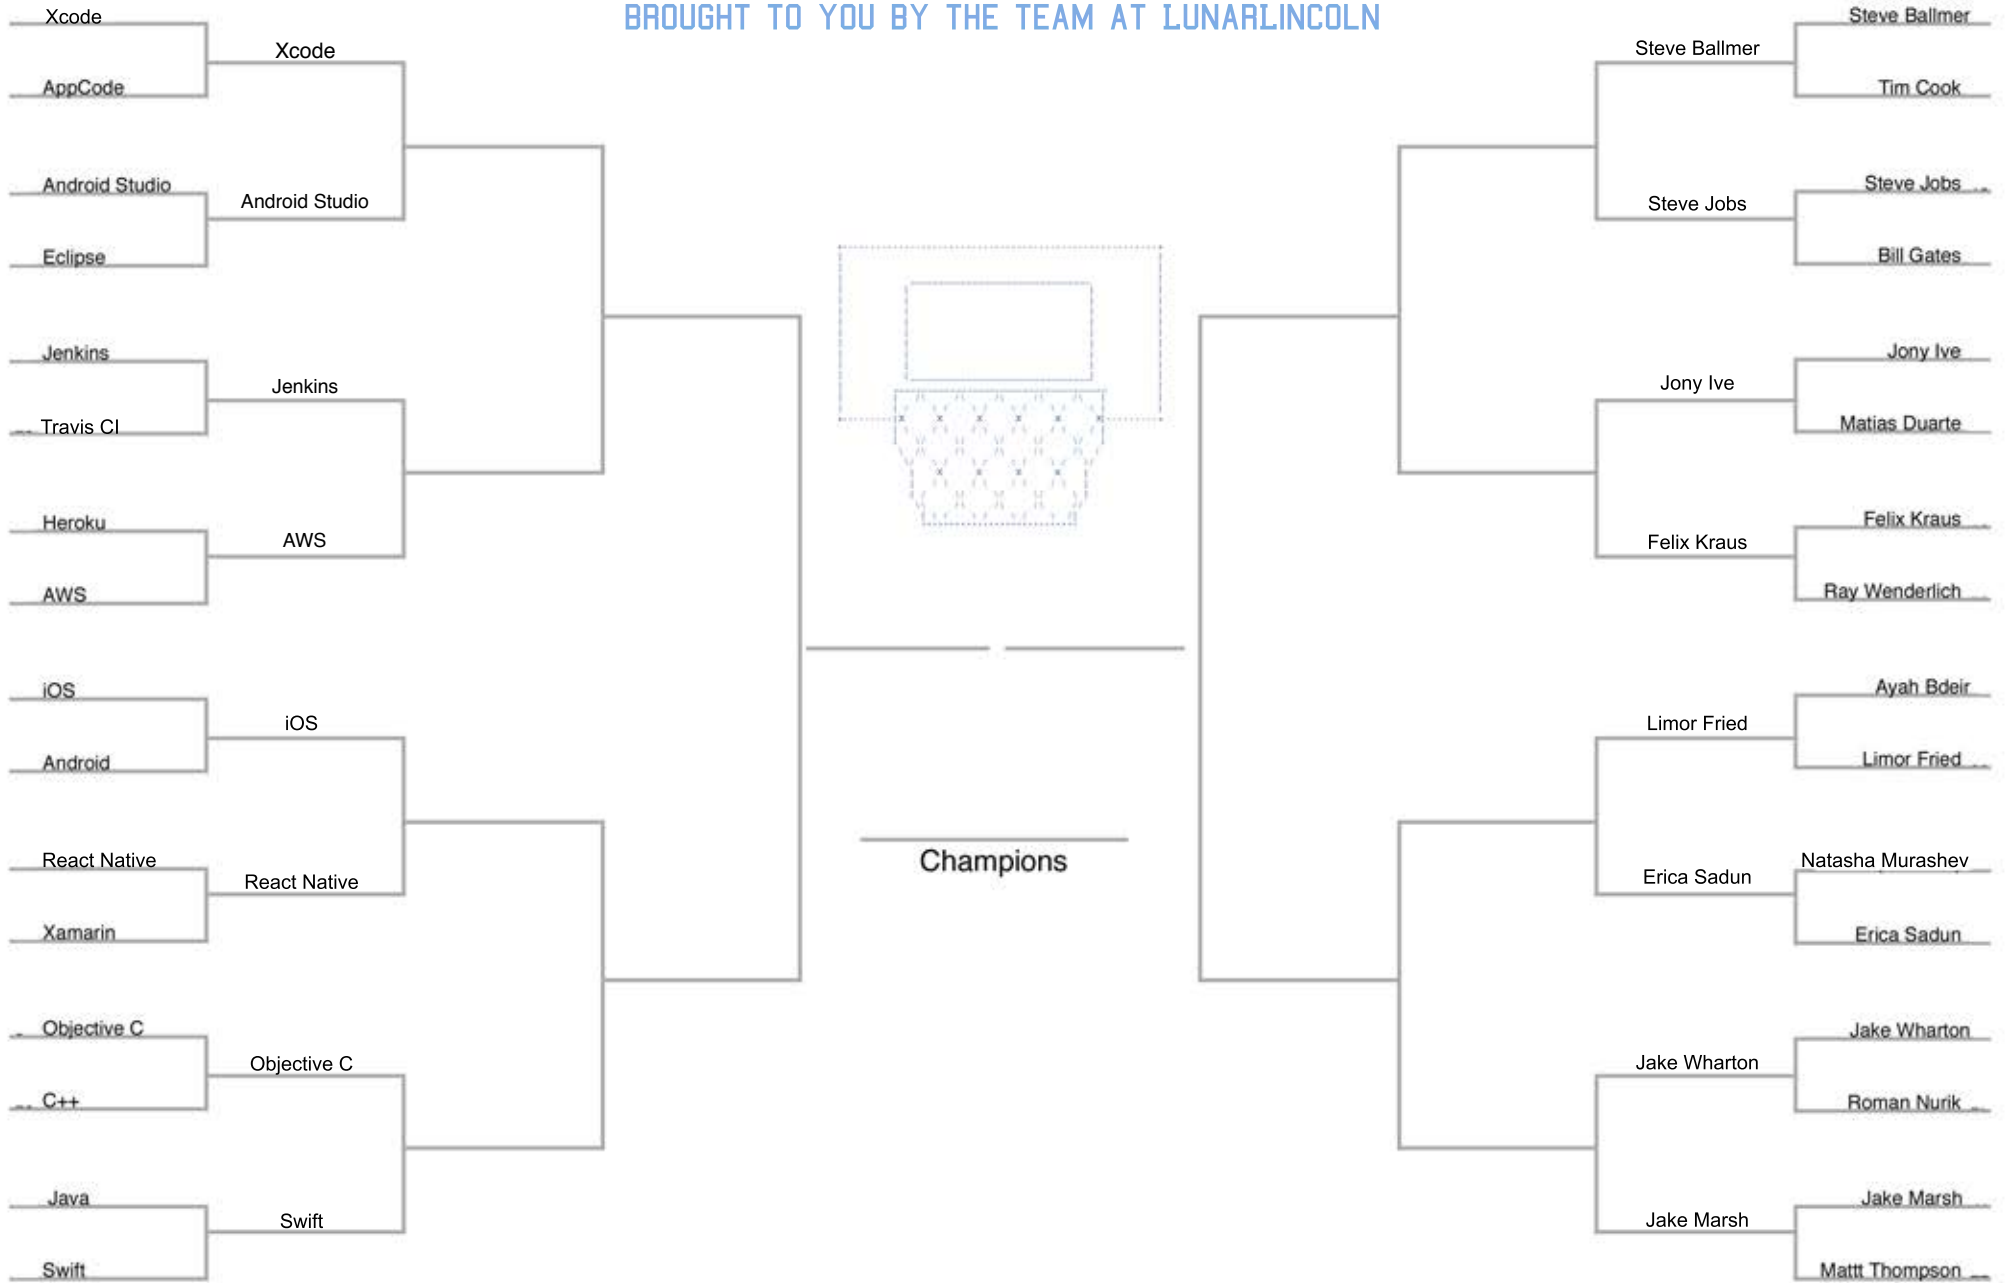 BROUGHT TO YOU BY THE TEAM AT LUNARLINCOLN
Xcode
AppCode
Android Studio
Eclipse
Jenkins
Travis CI
Heroku
AWS
iOS
Android
React Native
Xamarin
Objective C
C++
Java
Swift
Xcode
Android Studio
Jenkins
AWS
iOS
React Native
Objective C
Swift
Champions
Steve Ballmer
Steve Jobs
Jony Ive
Felix Kraus
Limor Fried
Erica Sadun
Jake Wharton
Jake Marsh
Steve Ballmer
Tim Cook
Steve Jobs
Bill Gates
Jony Ive
Matias Duarte
Felix Kraus
Ray Wenderlich
Ayah Bdeir
Limor Fried
Natasha Murashev
Erica Sadun
Jake Wharton
Roman Nurik
Jake Marsh
Mattt Thompson